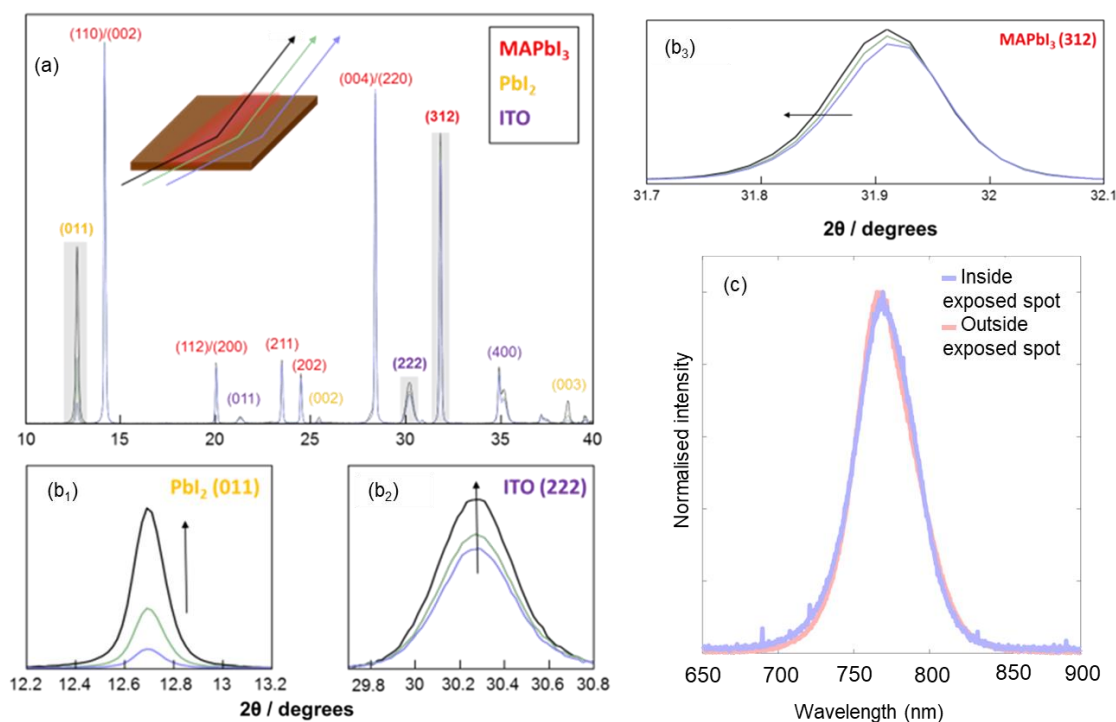 (a)
(110)/(002)
(004)/(220)
MAPbI3
PbI2
ITO
(312)
(011)
(112)/(200)
(211)
(202)
(222)
(400)
(011)
(002)
(003)
10
15
20
25
30
35
40
(b1)
PbI2 (011)
12.2
12.4
12.6
12.8
13
13.2
2θ / degrees
(b2)
ITO (222)
29.8
30
30.2
30.4
30.6
30.8
2θ / degrees
(b3)
MAPbI3 (312)
31.7
31.8
31.9
32
32.1
2θ / degrees
(c)
Inside
exposed spot
Outside
exposed spot
Normalised intensity
650
700
750
800
850
900
Wavelength (nm)